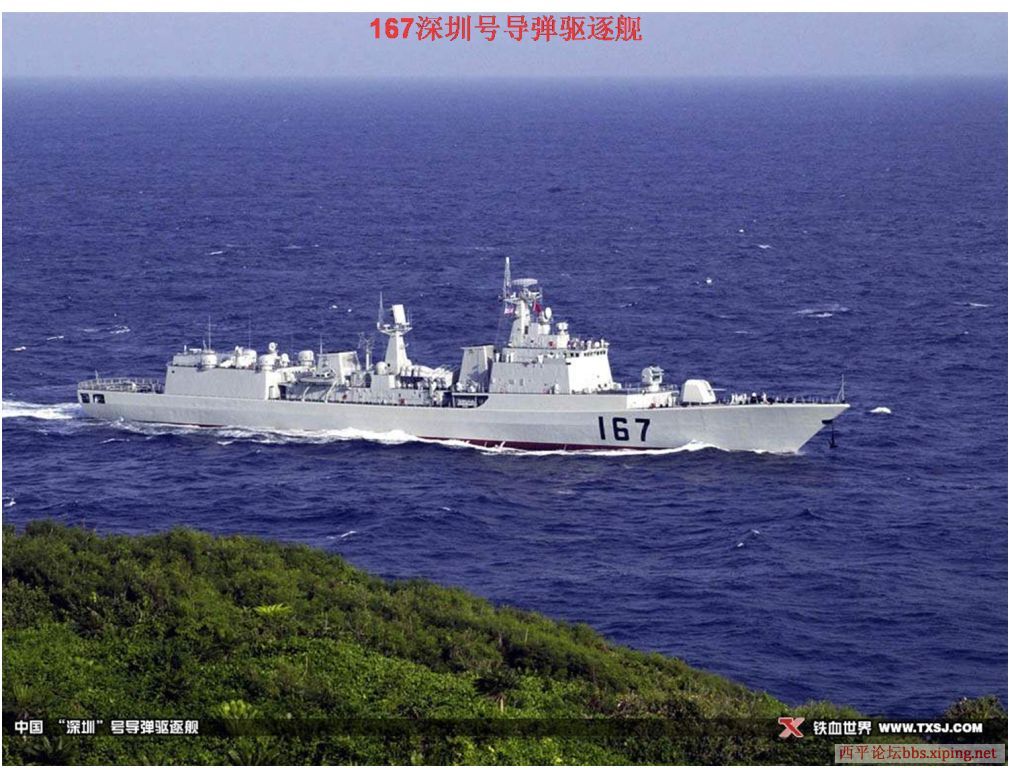 167深圳号导弹驱逐舰
167
中国 “深圳” 号导弹驱逐舰
铁血世界 WWW.TXSJ.COM
西平论坛bbs.xiping.net